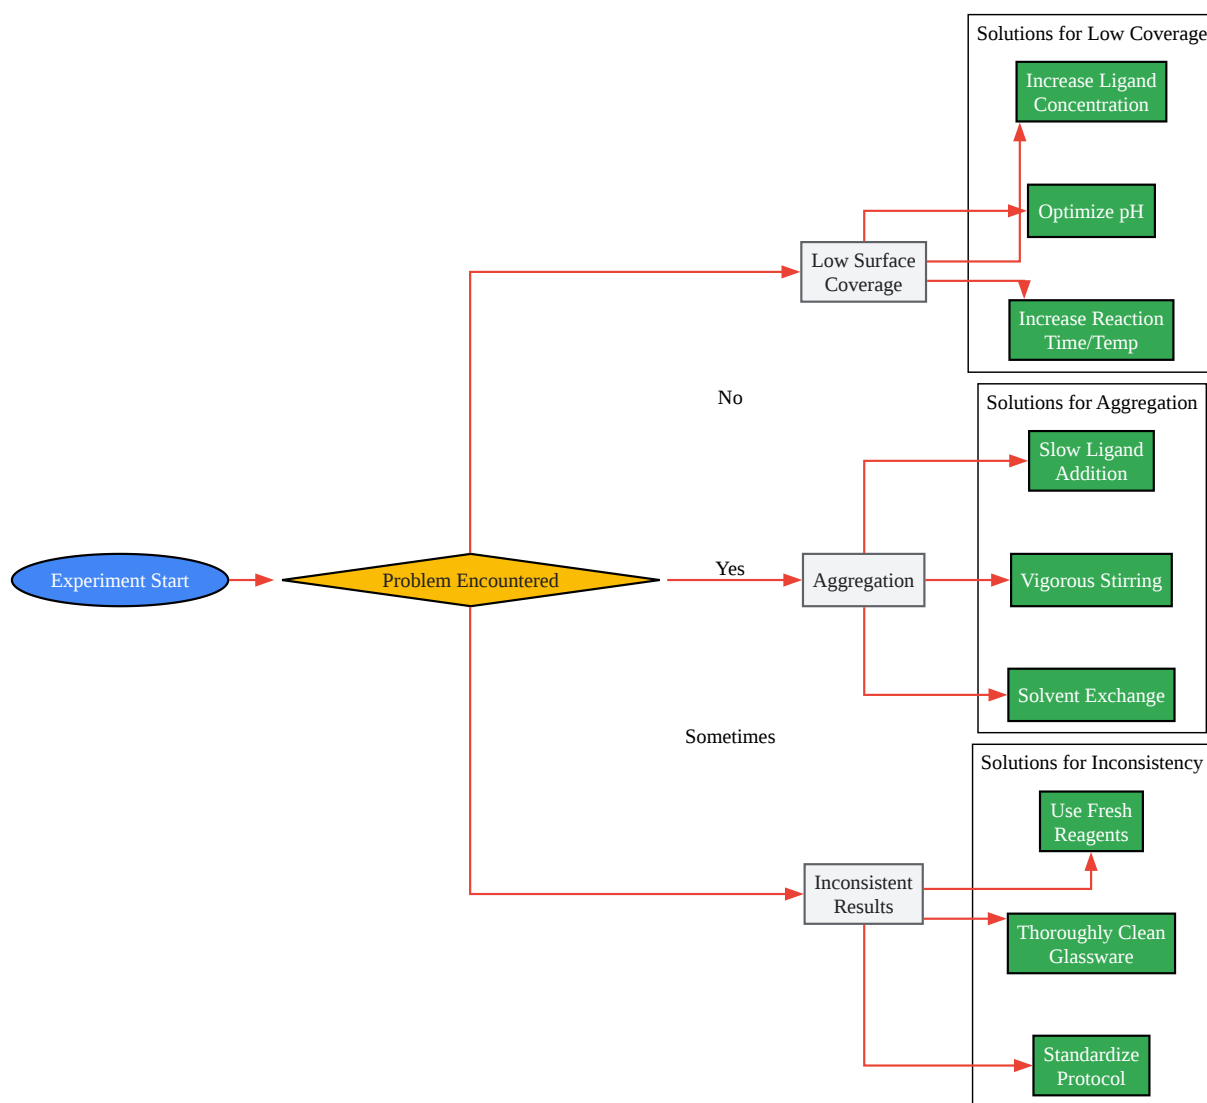 Solutions for Low Coverage
Increase Ligand
Concentration
Optimize pH
Low Surface
Coverage
Increase Reaction
Time/Temp
No
Solutions for Aggregation
Slow Ligand
Addition
Experiment Start
Problem Encountered
Yes
Aggregation
Vigorous Stirring
Solvent Exchange
Sometimes
Solutions for Inconsistency
Use Fresh
Reagents
Inconsistent
Results
Thoroughly Clean
Glassware
Standardize
Protocol